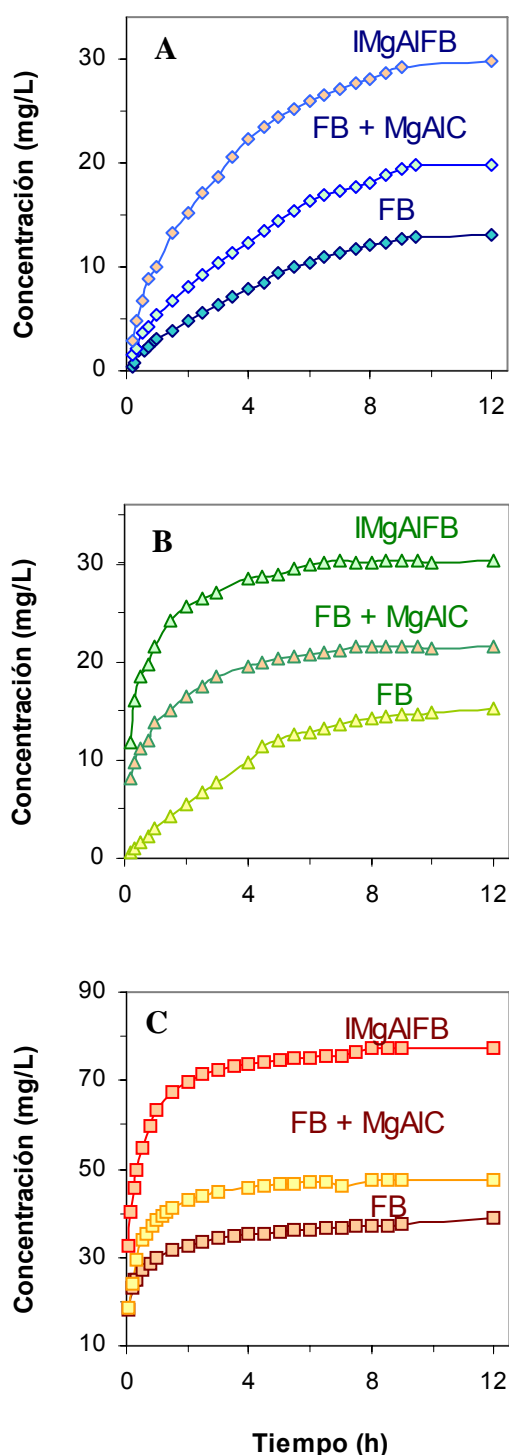 A
IMgAlFB
FB + MgAlC
FB
Concentración (mg/L)
30
20
10
0
0 4 8 12
B
IMgAlFB
FB + MgAlC
FB
Concentración (mg/L)
30
20
10
0
0 4 8 12
C
IMgAlFB
FB + MgAlC
FB
Concentración (mg/L)
90
70
50
30
10
0 4 8 12
Tiempo (h)